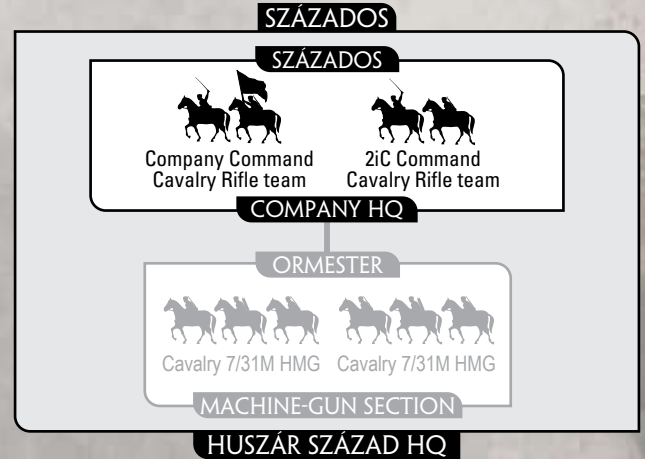 SZÁZADOS
SZÁZADOS
Company Command
Cavalry Rifle team
2iC Command
Cavalry Rifle team
COMPANY HQ
ORMESTER
Cavalry 7/31M HMG
Cavalry 7/31M HMG
MACHINE-GUN SECTION
HUSZÁR SZÁZAD HQ